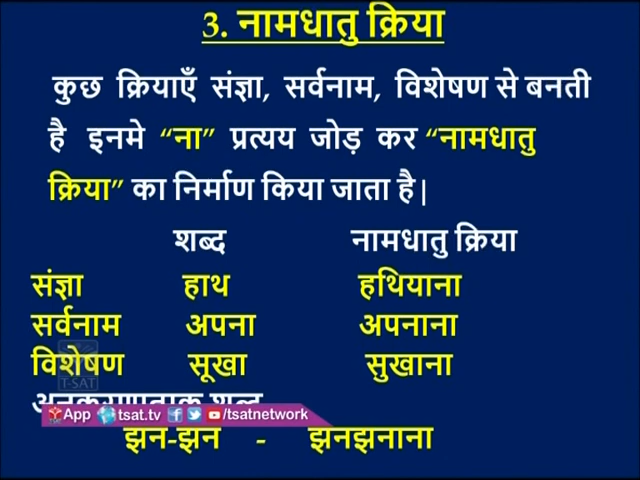 3. नामधातु क्रिया
कुछ क्रियाएँ संज्ञा, सर्वनाम, विशेषण से बनती
है इनमे “ना” प्रत्यय जोड़ कर “नामधातु
क्रिया” का निर्माण किया जाता है|
शब्द नामधातु क्रिया
संज्ञा हाथ हथियाना
सर्वनाम अपना अपनाना
विशेषण सूखा सुखाना
T-SAT
App tsat.tv /tsatnetwork
झन-झन - झनझनाना